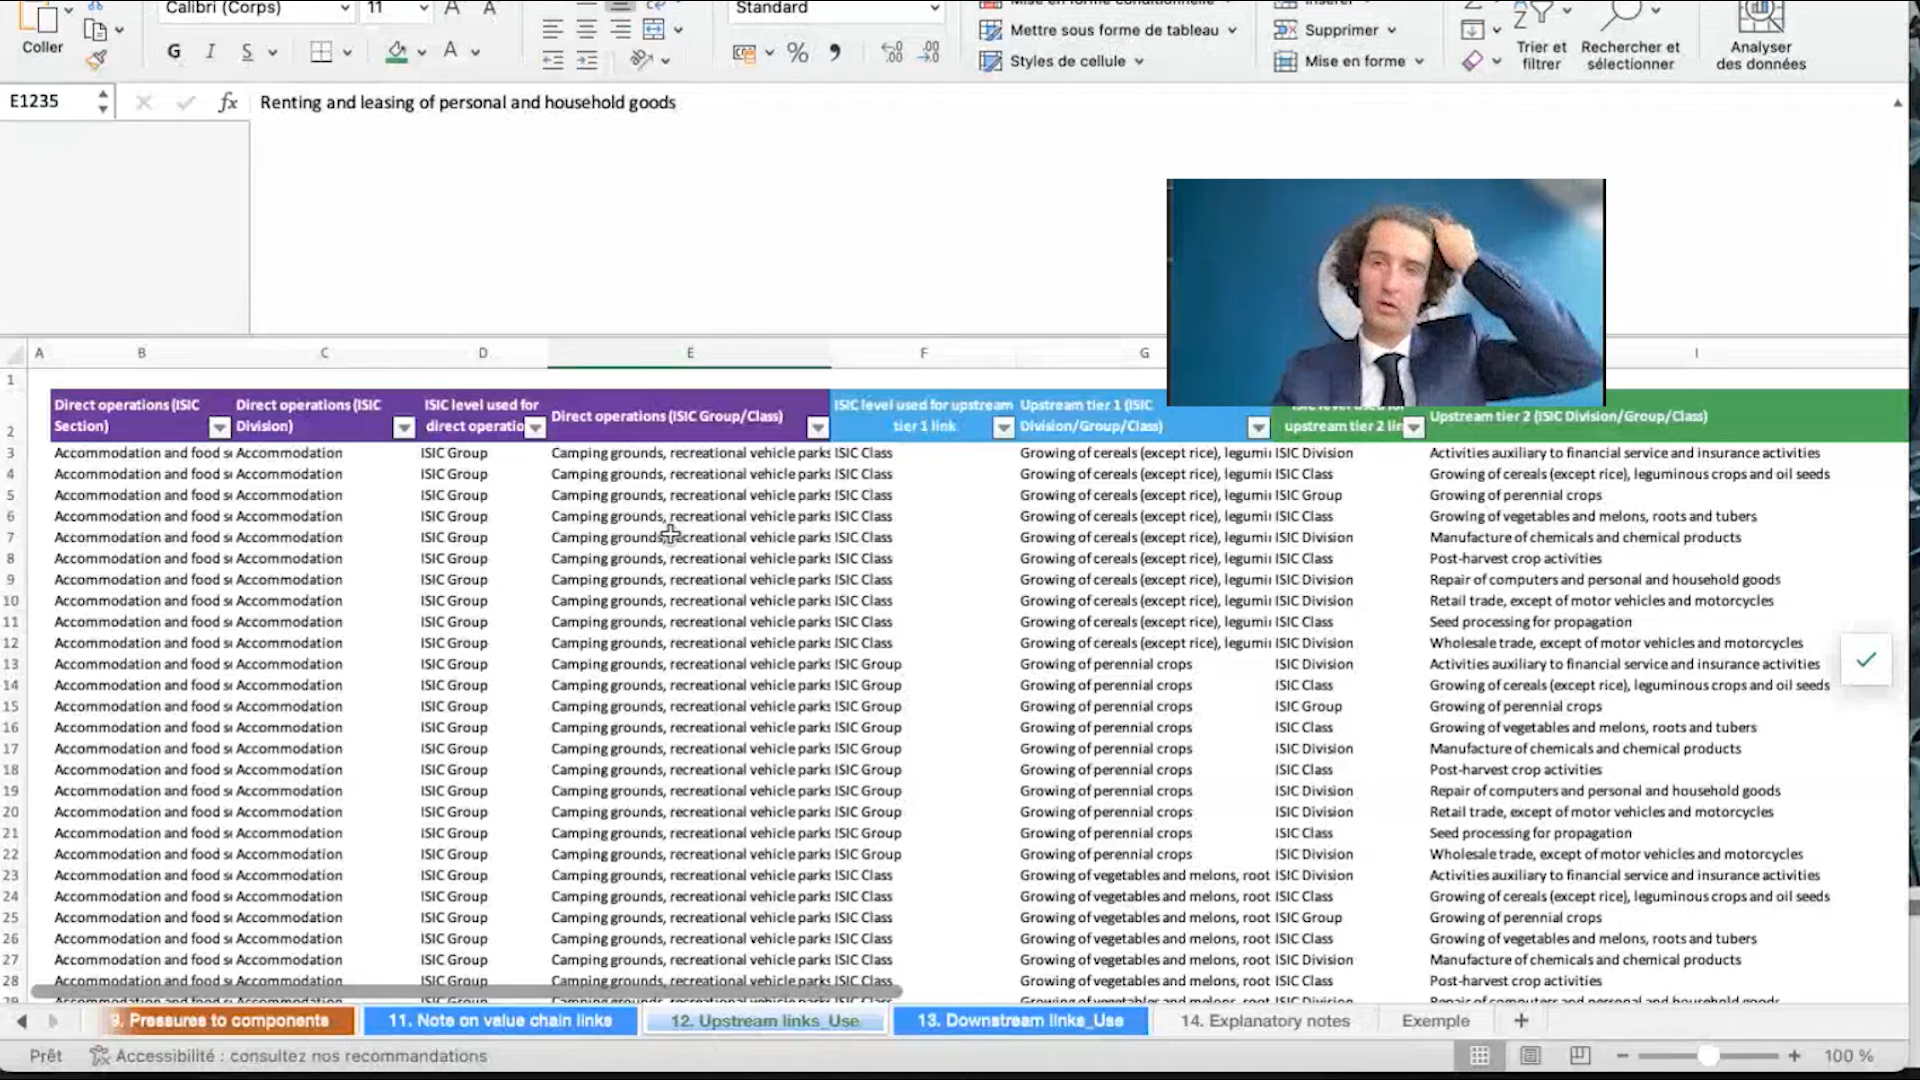 Calibri (Corps) 11 A A Standard Mise en forme conditionnelle Insérer
Mettre sous forme de tableau Supprimer
Coller Trier et Rechercher et Analyser
G I S A % Styles de cellule Mise en forme filtrer sélectionner des données
E1235 fx Renting and leasing of personal and household goods
A B C D E F G I
1
Direct operations (ISIC Direct operations (ISIC ISIC level used for Direct operations (ISIC Group/Class) ISIC level used for upstream Upstream tier 1 (ISIC Upstream tier 2 (ISIC Division/Group/Class)
2 Section) Division) direct operatio tier 1 link Division/Group/Class) upstream tier 2 lin
3 Accommodation and food s Accommodation ISIC Group Camping grounds, recreational vehicle parks ISIC Class Growing of cereals (except rice), legumi ISIC Division Activities auxiliary to financial service and insurance activities
4 Accommodation and food s Accommodation ISIC Group Camping grounds, recreational vehicle parks ISIC Class Growing of cereals (except rice), legumi ISIC Class Growing of cereals (except rice), leguminous crops and oil seeds
5 Accommodation and food s Accommodation ISIC Group Camping grounds, recreational vehicle parks ISIC Class Growing of cereals (except rice), legumi ISIC Group Growing of perennial crops
6 Accommodation and food s Accommodation ISIC Group Camping grounds, recreational vehicle parks ISIC Class Growing of cereals (except rice), legumi ISIC Class Growing of vegetables and melons, roots and tubers
7 Accommodation and food s Accommodation ISIC Group Camping grounds, recreational vehicle parks ISIC Class Growing of cereals (except rice), legumi ISIC Division Manufacture of chemicals and chemical products
8 Accommodation and food s Accommodation ISIC Group Camping grounds, recreational vehicle parks ISIC Class Growing of cereals (except rice), legumi ISIC Class Post-harvest crop activities
9 Accommodation and food s Accommodation ISIC Group Camping grounds, recreational vehicle parks ISIC Class Growing of cereals (except rice), legumi ISIC Division Repair of computers and personal and household goods
10 Accommodation and food s Accommodation ISIC Group Camping grounds, recreational vehicle parks ISIC Class Growing of cereals (except rice), legumi ISIC Division Retail trade, except of motor vehicles and motorcycles
11 Accommodation and food s Accommodation ISIC Group Camping grounds, recreational vehicle parks ISIC Class Growing of cereals (except rice), legumi ISIC Class Seed processing for propagation
12 Accommodation and food s Accommodation ISIC Group Camping grounds, recreational vehicle parks ISIC Class Growing of cereals (except rice), legumi ISIC Division Wholesale trade, except of motor vehicles and motorcycles
13 Accommodation and food s Accommodation ISIC Group Camping grounds, recreational vehicle parks ISIC Group Growing of perennial crops ISIC Division Activities auxiliary to financial service and insurance activities
14 Accommodation and food s Accommodation ISIC Group Camping grounds, recreational vehicle parks ISIC Group Growing of perennial crops ISIC Class Growing of cereals (except rice), leguminous crops and oil seeds
15 Accommodation and food s Accommodation ISIC Group Camping grounds, recreational vehicle parks ISIC Group Growing of perennial crops ISIC Group Growing of perennial crops
16 Accommodation and food s Accommodation ISIC Group Camping grounds, recreational vehicle parks ISIC Group Growing of perennial crops ISIC Class Growing of vegetables and melons, roots and tubers
17 Accommodation and food s Accommodation ISIC Group Camping grounds, recreational vehicle parks ISIC Group Growing of perennial crops ISIC Division Manufacture of chemicals and chemical products
18 Accommodation and food s Accommodation ISIC Group Camping grounds, recreational vehicle parks ISIC Group Growing of perennial crops ISIC Class Post-harvest crop activities
19 Accommodation and food s Accommodation ISIC Group Camping grounds, recreational vehicle parks ISIC Group Growing of perennial crops ISIC Division Repair of computers and personal and household goods
20 Accommodation and food s Accommodation ISIC Group Camping grounds, recreational vehicle parks ISIC Group Growing of perennial crops ISIC Division Retail trade, except of motor vehicles and motorcycles
21 Accommodation and food s Accommodation ISIC Group Camping grounds, recreational vehicle parks ISIC Group Growing of perennial crops ISIC Class Seed processing for propagation
22 Accommodation and food s Accommodation ISIC Group Camping grounds, recreational vehicle parks ISIC Group Growing of perennial crops ISIC Division Wholesale trade, except of motor vehicles and motorcycles
23 Accommodation and food s Accommodation ISIC Group Camping grounds, recreational vehicle parks ISIC Class Growing of vegetables and melons, root ISIC Division Activities auxiliary to financial service and insurance activities
24 Accommodation and food s Accommodation ISIC Group Camping grounds, recreational vehicle parks ISIC Class Growing of vegetables and melons, root ISIC Class Growing of cereals (except rice), leguminous crops and oil seeds
25 Accommodation and food s Accommodation ISIC Group Camping grounds, recreational vehicle parks ISIC Class Growing of vegetables and melons, root ISIC Group Growing of perennial crops
26 Accommodation and food s Accommodation ISIC Group Camping grounds, recreational vehicle parks ISIC Class Growing of vegetables and melons, root ISIC Class Growing of vegetables and melons, roots and tubers
27 Accommodation and food s Accommodation ISIC Group Camping grounds, recreational vehicle parks ISIC Class Growing of vegetables and melons, root ISIC Division Manufacture of chemicals and chemical products
28 Accommodation and food s Accommodation ISIC Group Camping grounds, recreational vehicle parks ISIC Class Growing of vegetables and melons, root ISIC Class Post-harvest crop activities
9. Pressures to components 11. Note on value chain links 12. Upstream links_Use 13. Downstream links_Use 14. Explanatory notes Exemple +
Prêt Accessibilité : consultez nos recommandations 100 %